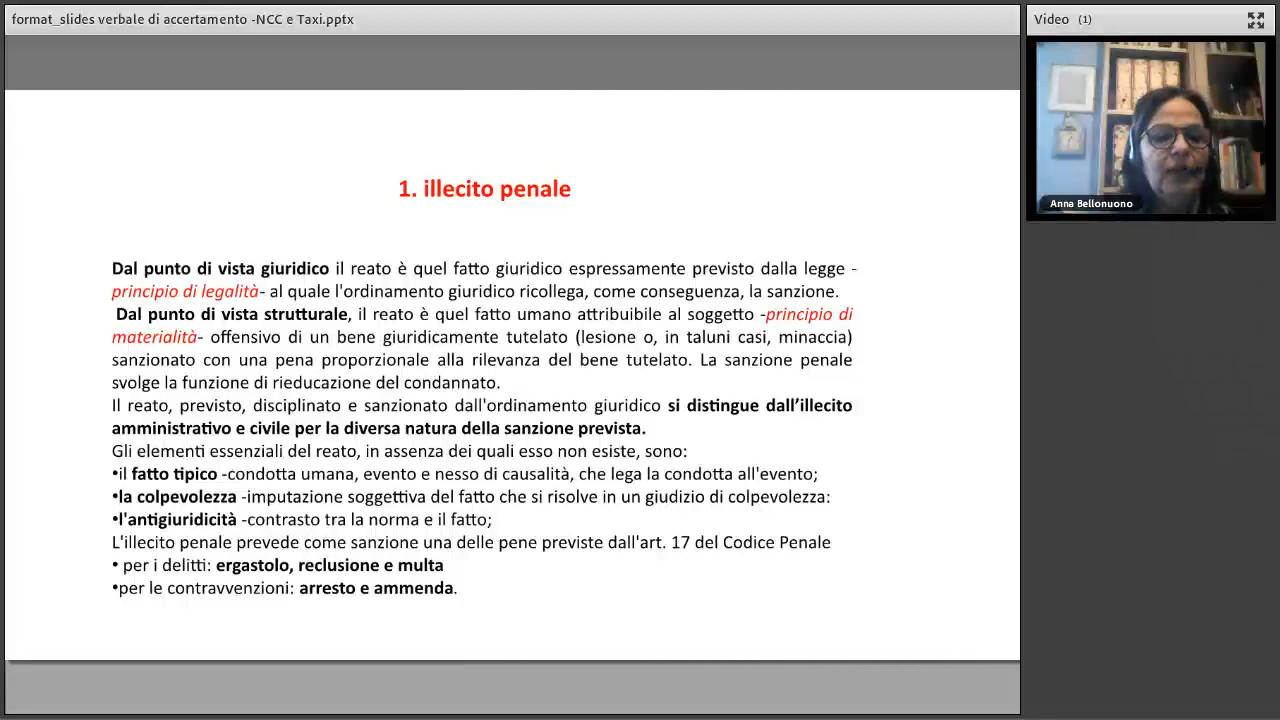 format_slides verbale di accertamento -NCC e Taxi.pptx
Video (1)
Anna Bellonuono
1. illecito penale
Dal punto di vista giuridico il reato è quel fatto giuridico espressamente previsto dalla legge -
principio di legalità- al quale l'ordinamento giuridico ricollega, come conseguenza, la sanzione.
Dal punto di vista strutturale, il reato è quel fatto umano attribuibile al soggetto -principio di
materialità- offensivo di un bene giuridicamente tutelato (lesione o, in taluni casi, minaccia)
sanzionato con una pena proporzionale alla rilevanza del bene tutelato. La sanzione penale
svolge la funzione di rieducazione del condannato.
Il reato, previsto, disciplinato e sanzionato dall'ordinamento giuridico si distingue dall’illecito
amministrativo e civile per la diversa natura della sanzione prevista.
Gli elementi essenziali del reato, in assenza dei quali esso non esiste, sono:
•il fatto tipico -condotta umana, evento e nesso di causalità, che lega la condotta all'evento;
•la colpevolezza -imputazione soggettiva del fatto che si risolve in un giudizio di colpevolezza:
•l'antigiuridicità -contrasto tra la norma e il fatto;
L'illecito penale prevede come sanzione una delle pene previste dall'art. 17 del Codice Penale
• per i delitti: ergastolo, reclusione e multa
•per le contravvenzioni: arresto e ammenda.